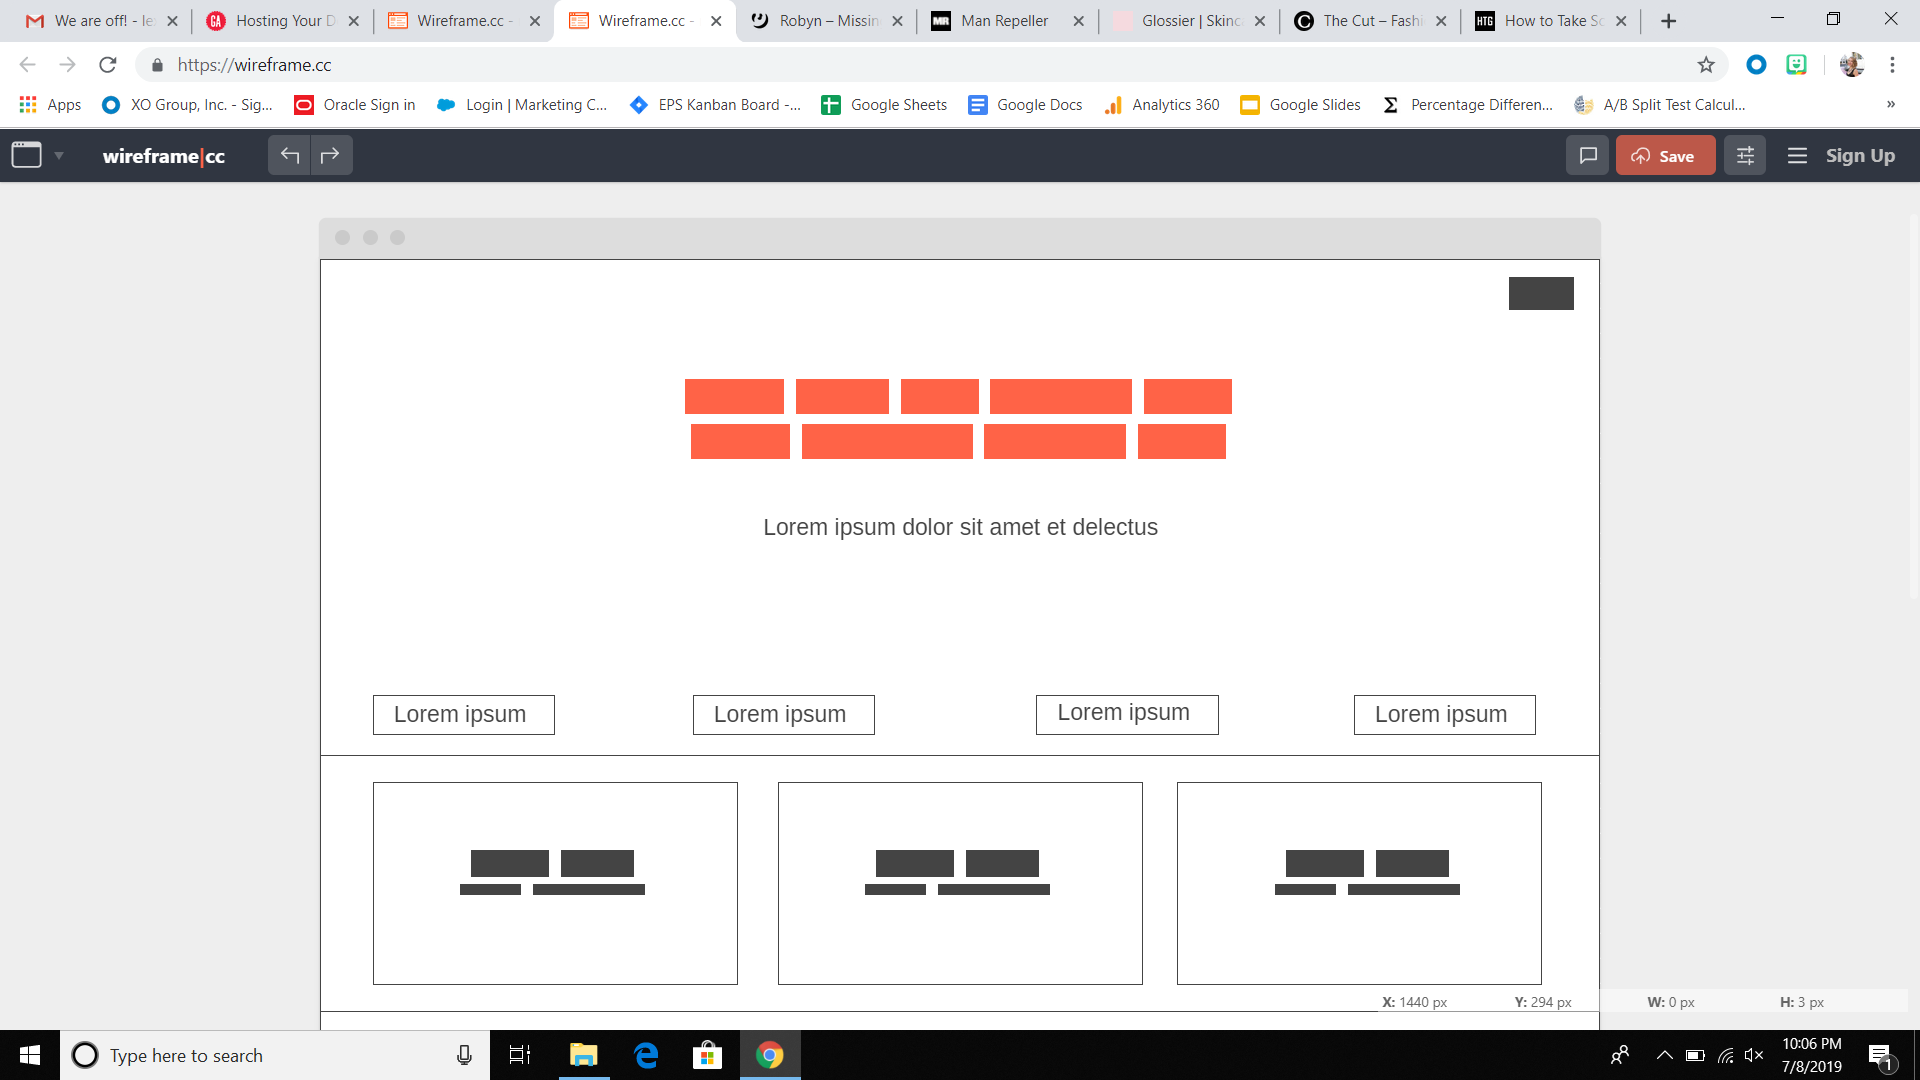 We are off! - le
Hosting Your D
Wireframe.cc -
Wireframe.cc -
Robyn – Missin
MR Man Repeller
Glossier | Skinc
The Cut – Fashi
HTG How to Take Sc
https://wireframe.cc
Apps
XO Group, Inc. - Sig...
Oracle Sign in
Login | Marketing C...
EPS Kanban Board -...
Google Sheets
Google Docs
Analytics 360
Google Slides
Percentage Differen...
A/B Split Test Calcul...
»
wireframe|cc
Save
Sign Up
Lorem ipsum dolor sit amet et delectus
Lorem ipsum
Lorem ipsum
Lorem ipsum
Lorem ipsum
X: 1440 px Y: 294 px W: 0 px H: 3 px
Type here to search
10:06 PM
7/8/2019
1